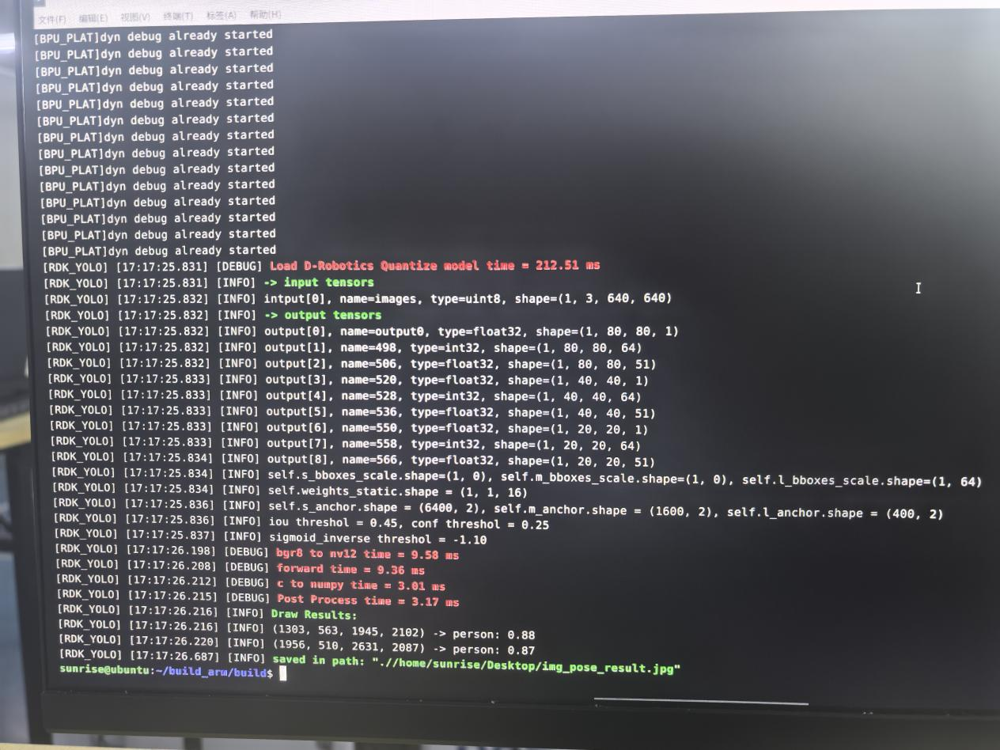 文件(F) 编辑(E) 视图(V) 终端(T) 标签(A) 帮助(H)
[BPU_PLAT]dyn debug already started
[BPU_PLAT]dyn debug already started
[BPU_PLAT]dyn debug already started
[BPU_PLAT]dyn debug already started
[BPU_PLAT]dyn debug already started
[BPU_PLAT]dyn debug already started
[BPU_PLAT]dyn debug already started
[BPU_PLAT]dyn debug already started
[BPU_PLAT]dyn debug already started
[BPU_PLAT]dyn debug already started
[BPU_PLAT]dyn debug already started
[BPU_PLAT]dyn debug already started
[BPU_PLAT]dyn debug already started
[BPU_PLAT]dyn debug already started
[RDK_YOLO] [17:17:25.831] [DEBUG] Load D-Robotics Quantize model time = 212.51 ms
[RDK_YOLO] [17:17:25.831] [INFO] -> input tensors
[RDK_YOLO] [17:17:25.832] [INFO] intput[0], name=images, type=uint8, shape=(1, 3, 640, 640)
[RDK_YOLO] [17:17:25.832] [INFO] -> output tensors
[RDK_YOLO] [17:17:25.832] [INFO] output[0], name=output0, type=float32, shape=(1, 80, 80, 1)
[RDK_YOLO] [17:17:25.832] [INFO] output[1], name=498, type=int32, shape=(1, 80, 80, 64)
[RDK_YOLO] [17:17:25.832] [INFO] output[2], name=506, type=float32, shape=(1, 80, 80, 51)
[RDK_YOLO] [17:17:25.833] [INFO] output[3], name=520, type=float32, shape=(1, 40, 40, 1)
[RDK_YOLO] [17:17:25.833] [INFO] output[4], name=528, type=int32, shape=(1, 40, 40, 64)
[RDK_YOLO] [17:17:25.833] [INFO] output[5], name=536, type=float32, shape=(1, 40, 40, 51)
[RDK_YOLO] [17:17:25.833] [INFO] output[6], name=550, type=float32, shape=(1, 20, 20, 1)
[RDK_YOLO] [17:17:25.833] [INFO] output[7], name=558, type=int32, shape=(1, 20, 20, 64)
[RDK_YOLO] [17:17:25.834] [INFO] output[8], name=566, type=float32, shape=(1, 20, 20, 51)
[RDK_YOLO] [17:17:25.834] [INFO] self.s_bboxes_scale.shape=(1, 0), self.m_bboxes_scale.shape=(1, 0), self.l_bboxes_scale.shape=(1, 64)
[RDK_YOLO] [17:17:25.834] [INFO] self.weights_static.shape = (1, 1, 16)
[RDK_YOLO] [17:17:25.836] [INFO] self.s_anchor.shape = (6400, 2), self.m_anchor.shape = (1600, 2), self.l_anchor.shape = (400, 2)
[RDK_YOLO] [17:17:25.836] [INFO] iou threshol = 0.45, conf threshol = 0.25
[RDK_YOLO] [17:17:25.837] [INFO] sigmoid_inverse threshol = -1.10
[RDK_YOLO] [17:17:26.198] [DEBUG] bgr8 to nv12 time = 9.58 ms
[RDK_YOLO] [17:17:26.208] [DEBUG] forward time = 9.36 ms
[RDK_YOLO] [17:17:26.212] [DEBUG] c to numpy time = 3.01 ms
[RDK_YOLO] [17:17:26.215] [DEBUG] Post Process time = 3.17 ms
[RDK_YOLO] [17:17:26.216] [INFO] Draw Results:
[RDK_YOLO] [17:17:26.216] [INFO] (1303, 563, 1945, 2102) -> person: 0.88
[RDK_YOLO] [17:17:26.220] [INFO] (1956, 510, 2631, 2087) -> person: 0.87
[RDK_YOLO] [17:17:26.687] [INFO] saved in path: ".//home/sunrise/Desktop/img_pose_result.jpg"
sunrise@ubuntu:~/build_arm/build$